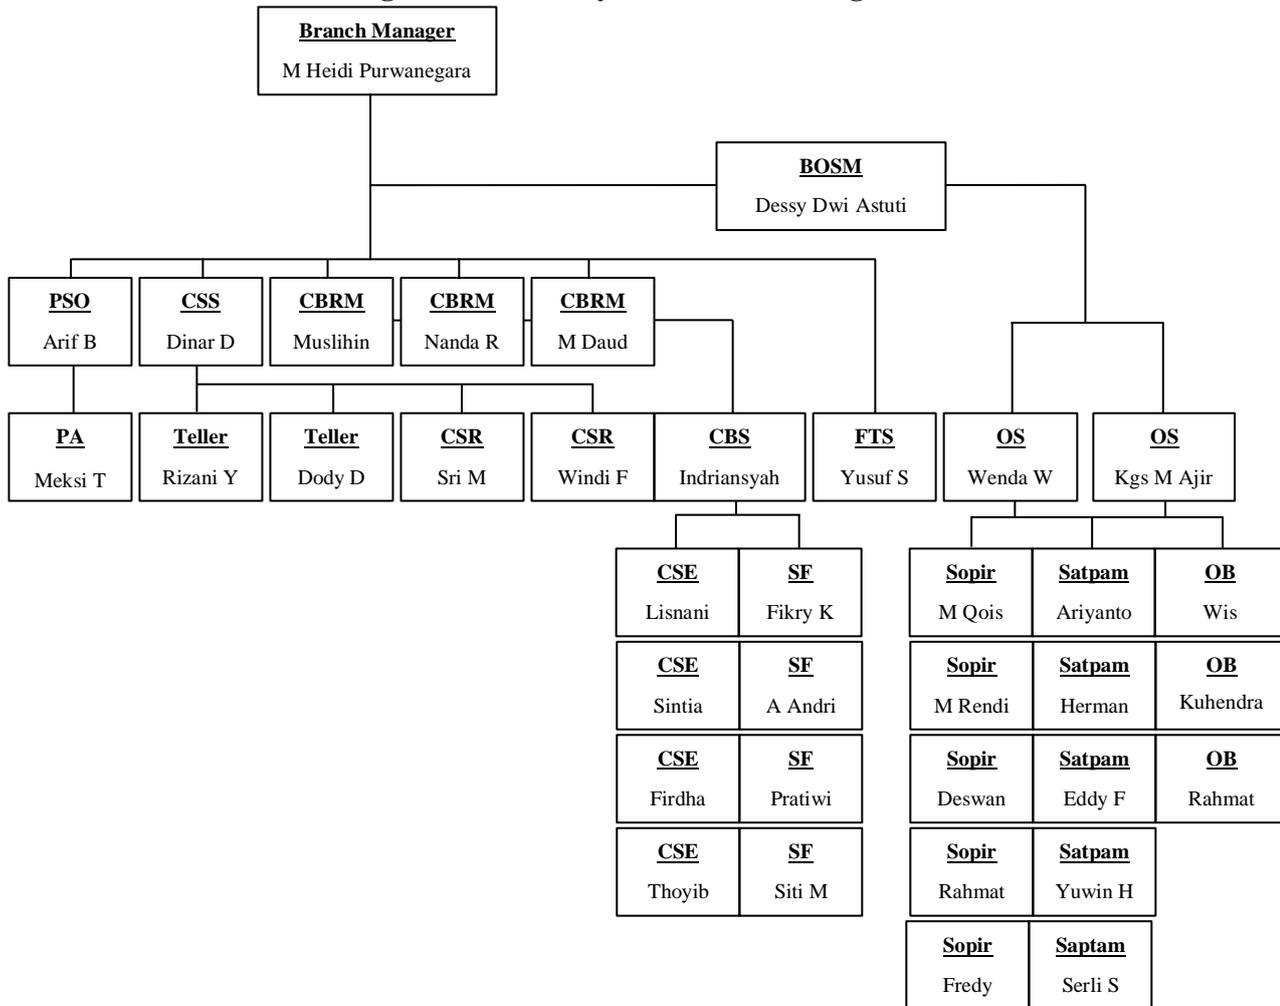 Branch Manager
M Heidi Purwanegara
BOSM
Dessy Dwi Astuti
PSO
Arif B
CSS
Dinar D
CBRM
Muslihin
CBRM
Nanda R
CBRM
M Daud
PA
Meksi T
Teller
Rizani Y
Teller
Dody D
CSR
Sri M
CSR
Windi F
CBS
Indriansyah
FTS
Yusuf S
OS
Wenda W
OS
Kgs M Ajir
CSE
Lisnani
SF
Fikry K
Sopir
M Qois
Satpam
Ariyanto
OB
Wis
CSE
Sintia
SF
A Andri
Sopir
M Rendi
Satpam
Herman
OB
Kuhendra
CSE
Firdha
SF
Pratiwi
Sopir
Deswan
Satpam
Eddy F
OB
Rahmat
CSE
Thoyib
SF
Siti M
Sopir
Rahmat
Satpam
Yuwin H
Sopir
Fredy
Saptam
Serli S